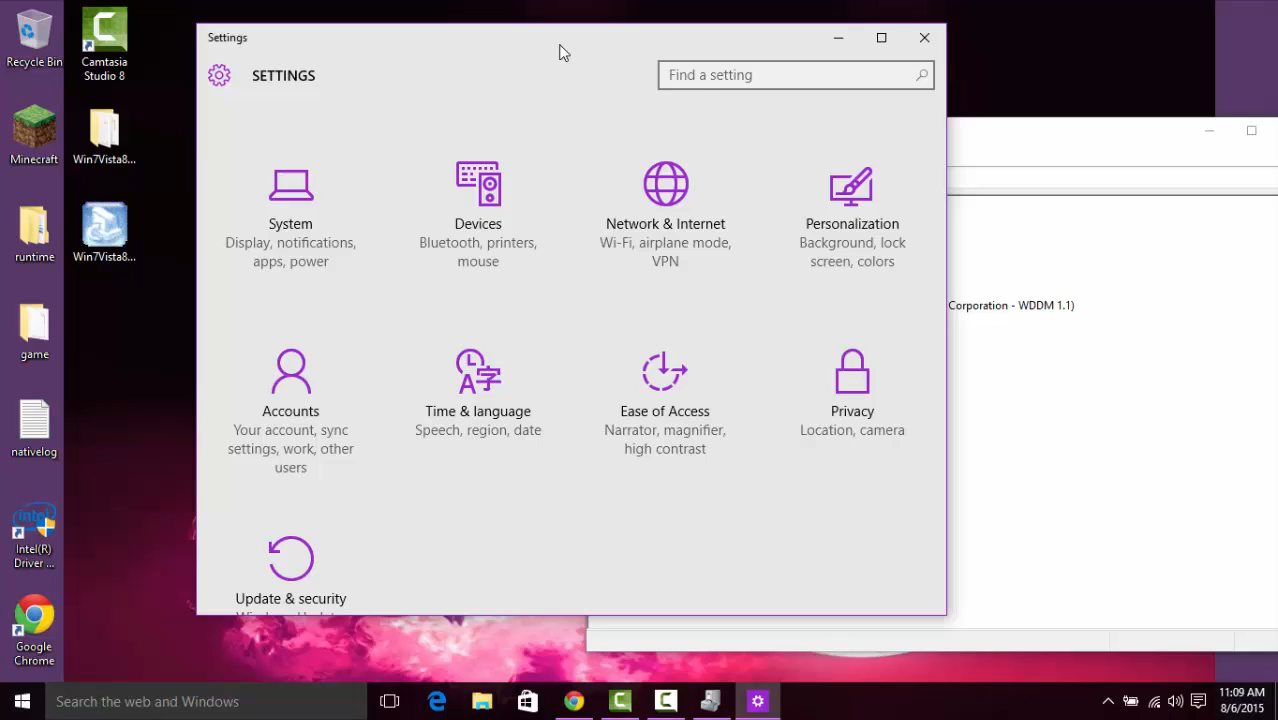 Settings
SETTINGS
Find a setting
System
Display, notifications,
apps, power
Devices
Bluetooth, printers,
mouse
Network & Internet
Wi-Fi, airplane mode,
VPN
Personalization
Background, lock
screen, colors
Accounts
Your account, sync
settings, work, other
users
Time & language
Speech, region, date
Ease of Access
Narrator, magnifier,
high contrast
Privacy
Location, camera
Update & security
Corporation - WDDM 1.1)
Recycle Bin
Camtasia
Studio 8
Minecraft
Win7Vista8...
runtime
Win7Vista8...
game
nativelog
Intel(R)
Driver ...
Google
Chrome
Search the web and Windows
11:09 AM
8/6/2015